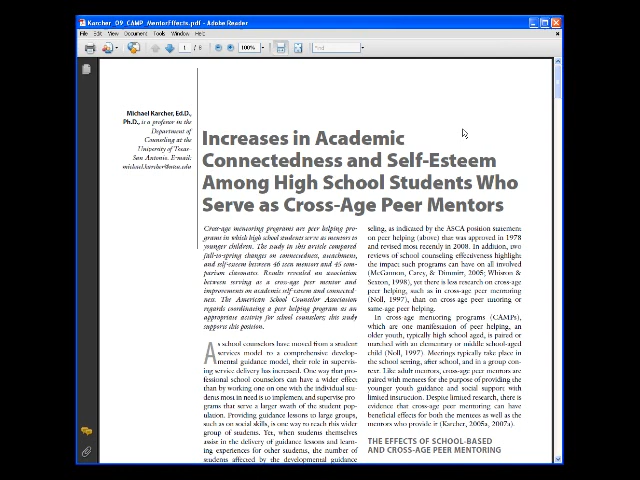 Karcher_09_CAMP_MentorEffects.pdf - Adobe Reader
File Edit View Document Tools Window Help
1 / 8 100% Find
Michael Karcher, Ed.D.,
Ph.D., is a professor in the
Department of
Counseling at the
University of Texas-
San Antonio. E-mail:
Increases in Academic
Connectedness and Self-Esteem
Among High School Students Who
Serve as Cross-Age Peer Mentors
Cross-age mentoring programs are peer helping pro-
grams in which high school students serve as mentors to
younger children. The study in this article compared
fall-to-spring changes on connectedness, attachment,
and self-esteem between 46 teen mentors and 45 com-
parison classmates. Results revealed an association
between serving as a cross-age peer mentor and
improvements on academic self-esteem and connected-
ness. The American School Counselor Association
regards coordinating a peer helping program as an
appropriate activity for school counselors; this study
supports this position.
As school counselors have moved from a student
services model to a comprehensive develop-
mental guidance model, their role in supervis-
ing service delivery has increased. One way that pro-
fessional school counselors can have a wider effect
than by working one on one with the individual stu-
dents most in need is to implement and supervise pro-
grams that serve a larger swath of the student pop-
ulation. Providing guidance lessons to large groups,
such as on social skills, is one way to reach this wider
group of students. Yet, when students themselves
assist in the delivery of guidance lessons and learn-
ing experiences for other students, the number of
students affected by the developmental guidance
seling, as indicated by the ASCA position statement
on peer helping (above) that was approved in 1978
and revised most recently in 2008. In addition, two
reviews of school counseling effectiveness highlight
the impact such programs can have on all involved
(McGannon, Carey, & Dimmitt, 2005; Whiston &
Sexton, 1998), yet there is less research on cross-age
peer helping, such as in cross-age peer mentoring
(Noll, 1997), than on cross-age peer tutoring or
same-age peer helping.
In cross-age mentoring programs (CAMPs),
which are one manifestation of peer helping, an
older youth, typically high school aged, is paired or
matched with an elementary or middle school-aged
child (Noll, 1997). Meetings typically take place in
the school setting, after school, and in a group con-
text. Like adult mentors, cross-age peer mentors are
paired with mentees for the purpose of providing the
younger youth guidance and social support with
limited instruction. Despite limited research, there is
evidence that cross-age peer mentoring can have
beneficial effects for both the mentees as well as the
mentors who provide it (Karcher, 2005a, 2007a).
THE EFFECTS OF SCHOOL-BASED
AND CROSS-AGE PEER MENTORING